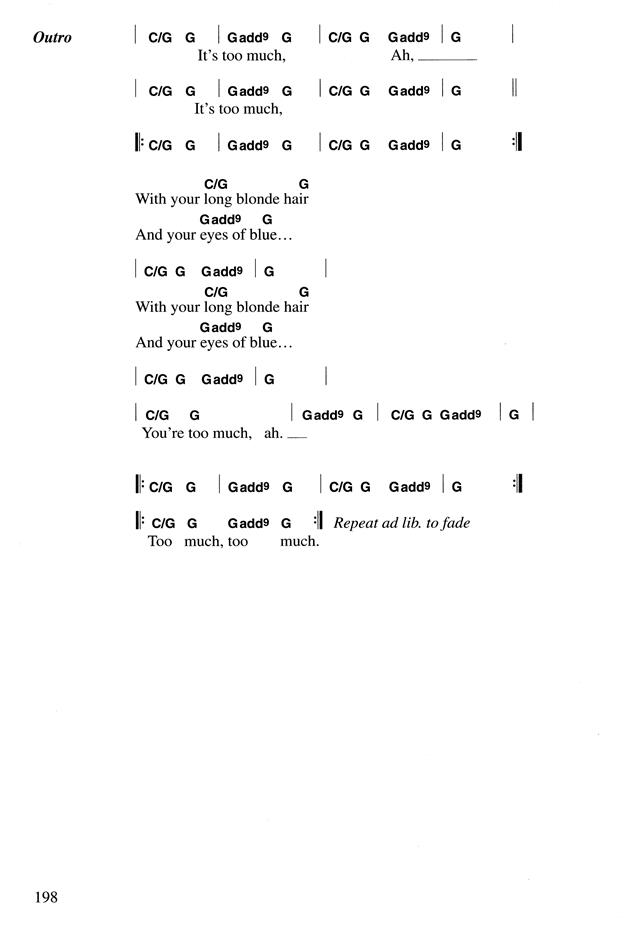 Outro | C/G G | Gadd9 G | C/G G Gadd9 | G |
It's too much, Ah, ______
| C/G G | Gadd9 G | C/G G Gadd9 | G ||
It's too much,
||: C/G G | Gadd9 G | C/G G Gadd9 | G :||
C/G G
With your long blonde hair
Gadd9 G
And your eyes of blue...
| C/G G Gadd9 | G |
C/G G
With your long blonde hair
Gadd9 G
And your eyes of blue...
| C/G G Gadd9 | G |
| C/G G | Gadd9 G | C/G G Gadd9 | G |
You're too much, ah. __
||: C/G G | Gadd9 G | C/G G Gadd9 | G :||
||: C/G G Gadd9 G :|| Repeat ad lib. to fade
Too much, too much.
198